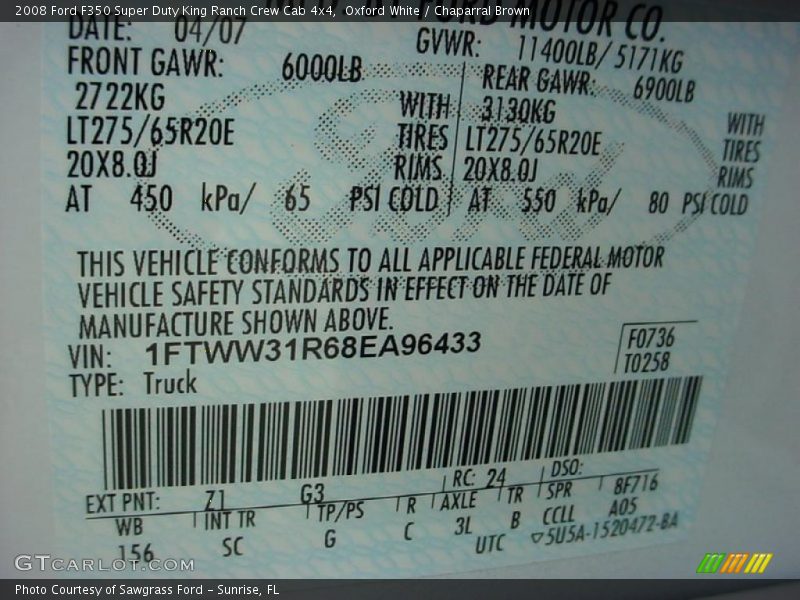 2008 Ford F350 Super Duty King Ranch Crew Cab 4x4, Oxford White / Chaparral Brown
FORD MOTOR CO.
DATE: 04/07 GVWR: 11400LB/ 5171KG
FRONT GAWR: 6000LB REAR GAWR: 6900LB
2722KG WITH 3130KG WITH
LT275/65R20E TIRES LT275/65R20E TIRES
20X8.0J RIMS 20X8.0J RIMS
AT 450 kPa/ 65 PSI COLD AT 550 kPa/ 80 PSI COLD
THIS VEHICLE CONFORMS TO ALL APPLICABLE FEDERAL MOTOR
VEHICLE SAFETY STANDARDS IN EFFECT ON THE DATE OF
MANUFACTURE SHOWN ABOVE.
VIN: 1FTWW31R68EA96433 F0736
TYPE: Truck T0258
EXT PNT: Z1 G3 RC: 24 DSO:
WB INT TR TP/PS R AXLE TR SPR 8F716
156 SC G C 3L B CCLL A05
UTC ▽5U5A-1520472-BA
GTCARLOT.COM
Photo Courtesy of Sawgrass Ford - Sunrise, FL